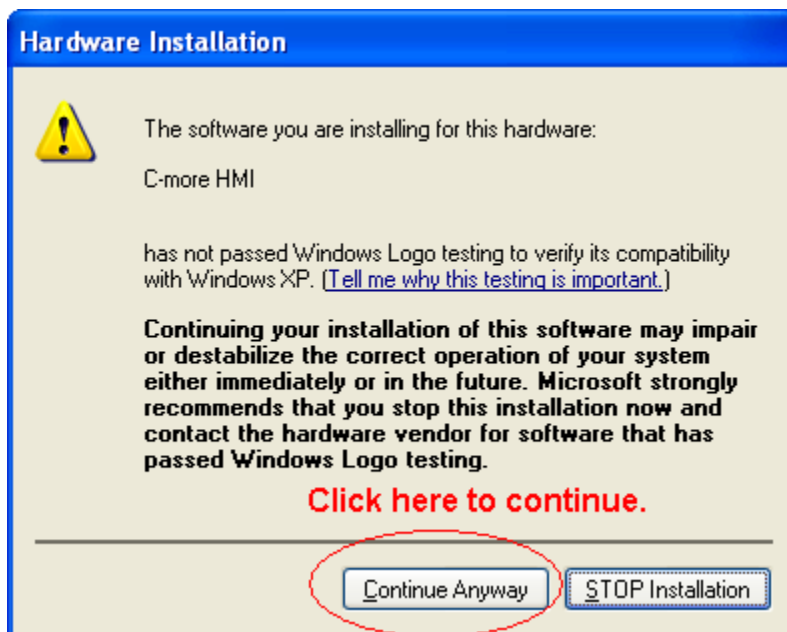 Hardware Installation
The software you are installing for this hardware:
C-more HMI
has not passed Windows Logo testing to verify its compatibility
with Windows XP. (Tell me why this testing is important.)
Continuing your installation of this software may impair
or destabilize the correct operation of your system
either immediately or in the future. Microsoft strongly
recommends that you stop this installation now and
contact the hardware vendor for software that has
passed Windows Logo testing.
Click here to continue.
Continue Anyway
STOP Installation